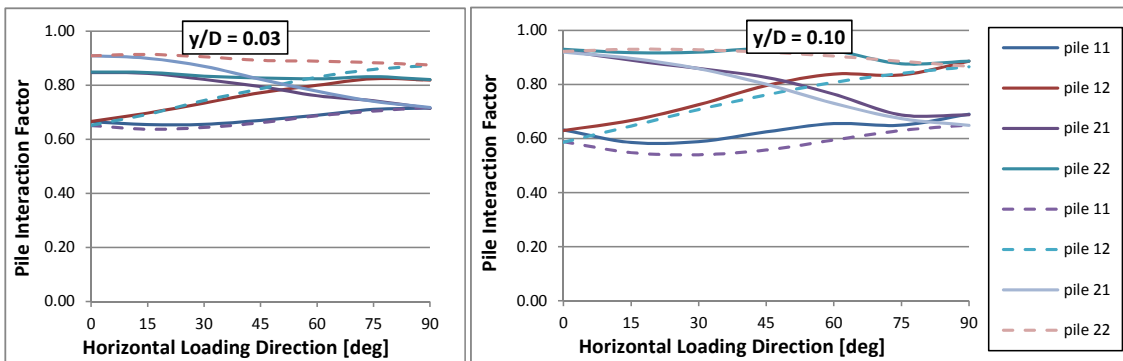 y/D = 0.03
Pile Interaction Factor
1.00
0.80
0.60
0.40
0.20
0.00
0 15 30 45 60 75 90
Horizontal Loading Direction [deg]
y/D = 0.10
Pile Interaction Factor
1.00
0.80
0.60
0.40
0.20
0.00
0 15 30 45 60 75 90
Horizontal Loading Direction [deg]
pile 11
pile 12
pile 21
pile 22
pile 11
pile 12
pile 21
pile 22